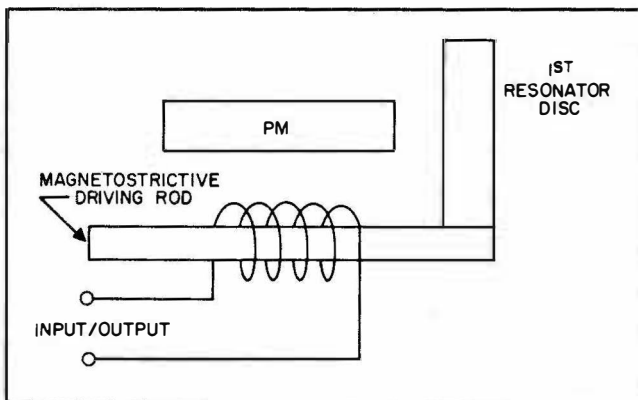 1ST
RESONATOR
DISC
PM
MAGNETOSTRICTIVE
DRIVING ROD
INPUT/OUTPUT